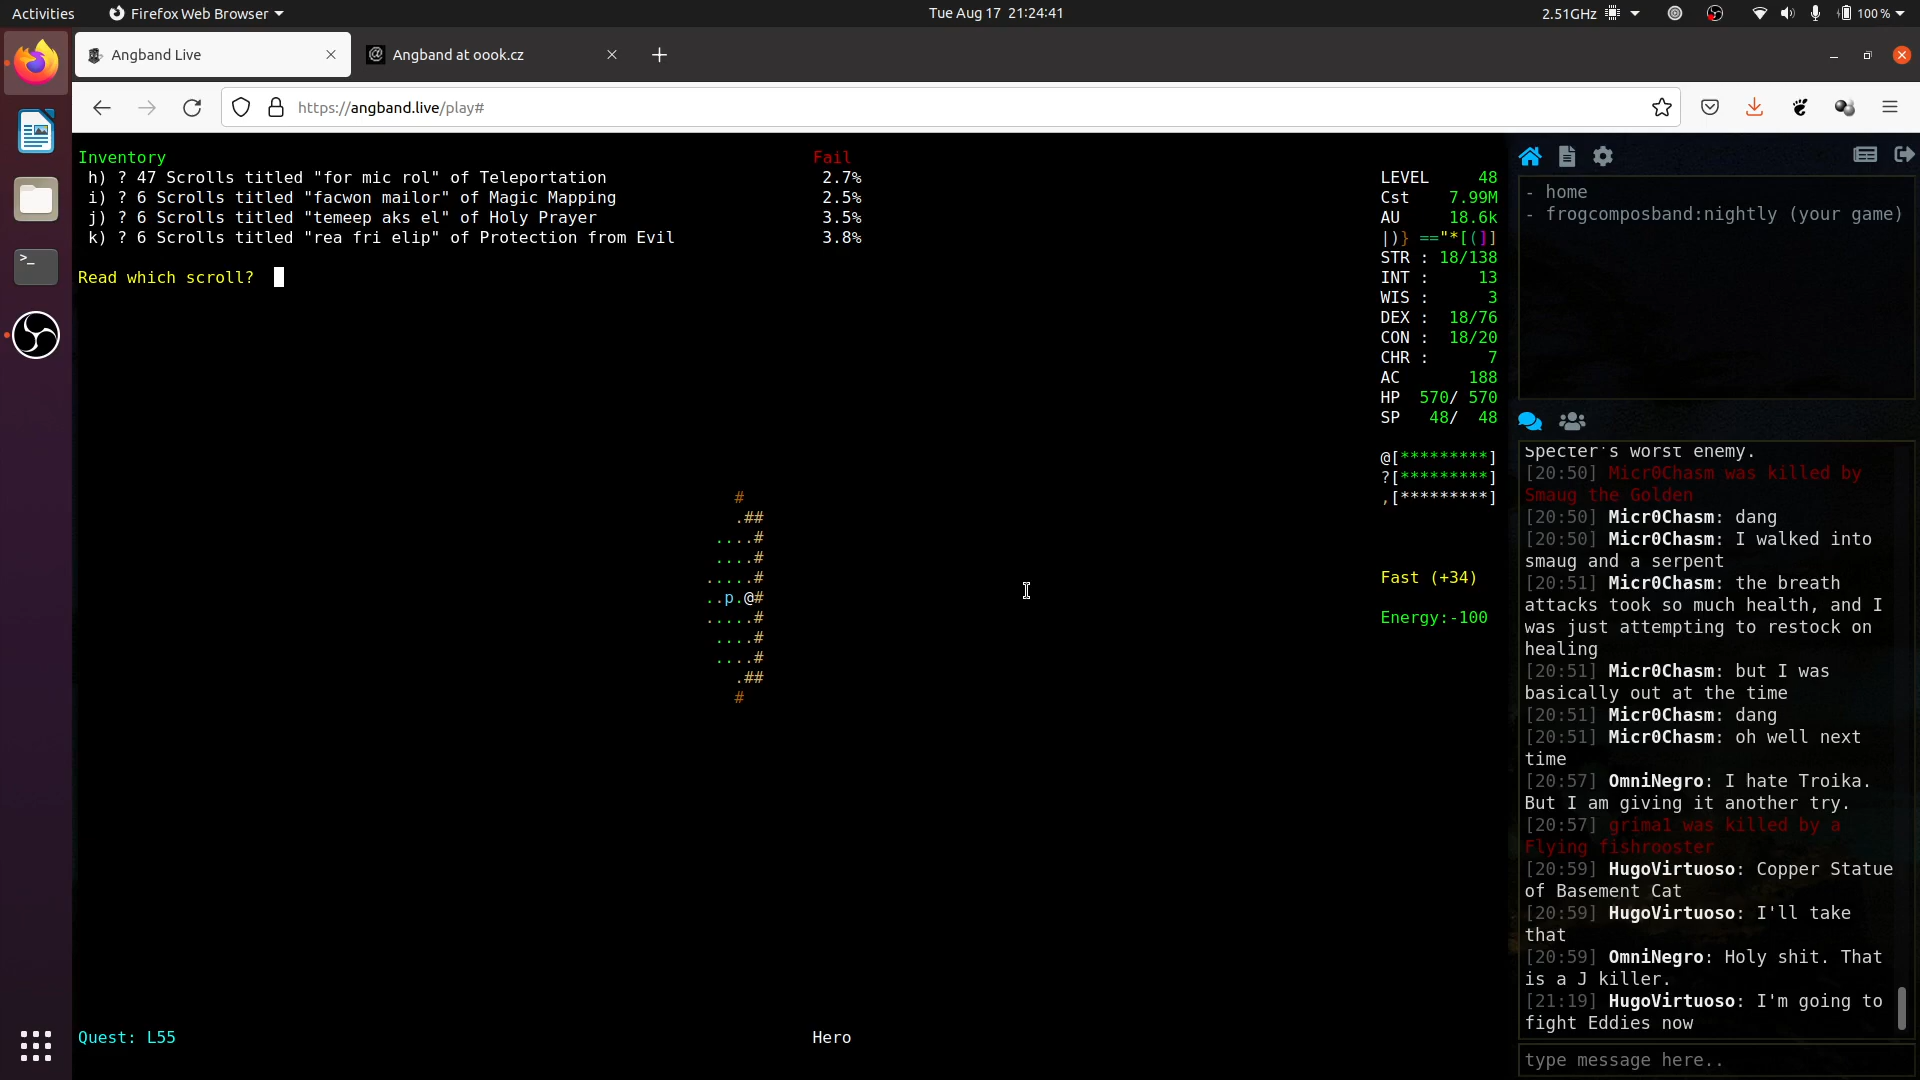 Activities Firefox Web Browser Tue Aug 17 21:24:41 2.51GHz 100 %
Angband Live Angband at oook.cz
https://angband.live/play#
Inventory Fail
h) ? 47 Scrolls titled "for mic rol" of Teleportation 2.7%
i) ? 6 Scrolls titled "facwon mailor" of Magic Mapping 2.5%
j) ? 6 Scrolls titled "temeep aks el" of Holy Prayer 3.5%
k) ? 6 Scrolls titled "rea fri elip" of Protection from Evil 3.8%
Read which scroll?
#
.##
....#
....#
.....#
..p.@#
.....#
....#
....#
.##
#
Quest: L55 Hero
LEVEL 48
Cst 7.99M
AU 18.6k
|)} =="*[(]]
STR : 18/138
INT : 13
WIS : 3
DEX : 18/76
CON : 18/20
CHR : 7
AC 188
HP 570/ 570
SP 48/ 48
@[*********]
?[*********]
,[*********]
Fast (+34)
Energy:-100
- home
- frogcomposband:nightly (your game)
Specter's worst enemy.
[20:50] Micr0Chasm was killed by
Smaug the Golden
[20:50] Micr0Chasm: dang
[20:50] Micr0Chasm: I walked into
smaug and a serpent
[20:51] Micr0Chasm: the breath
attacks took so much health, and I
was just attempting to restock on
healing
[20:51] Micr0Chasm: but I was
basically out at the time
[20:51] Micr0Chasm: dang
[20:51] Micr0Chasm: oh well next
time
[20:57] OmniNegro: I hate Troika.
But I am giving it another try.
[20:57] grima1 was killed by a
Flying fishrooster
[20:59] HugoVirtuoso: Copper Statue
of Basement Cat
[20:59] HugoVirtuoso: I'll take
that
[20:59] OmniNegro: Holy shit. That
is a J killer.
[21:19] HugoVirtuoso: I'm going to
fight Eddies now
type message here..